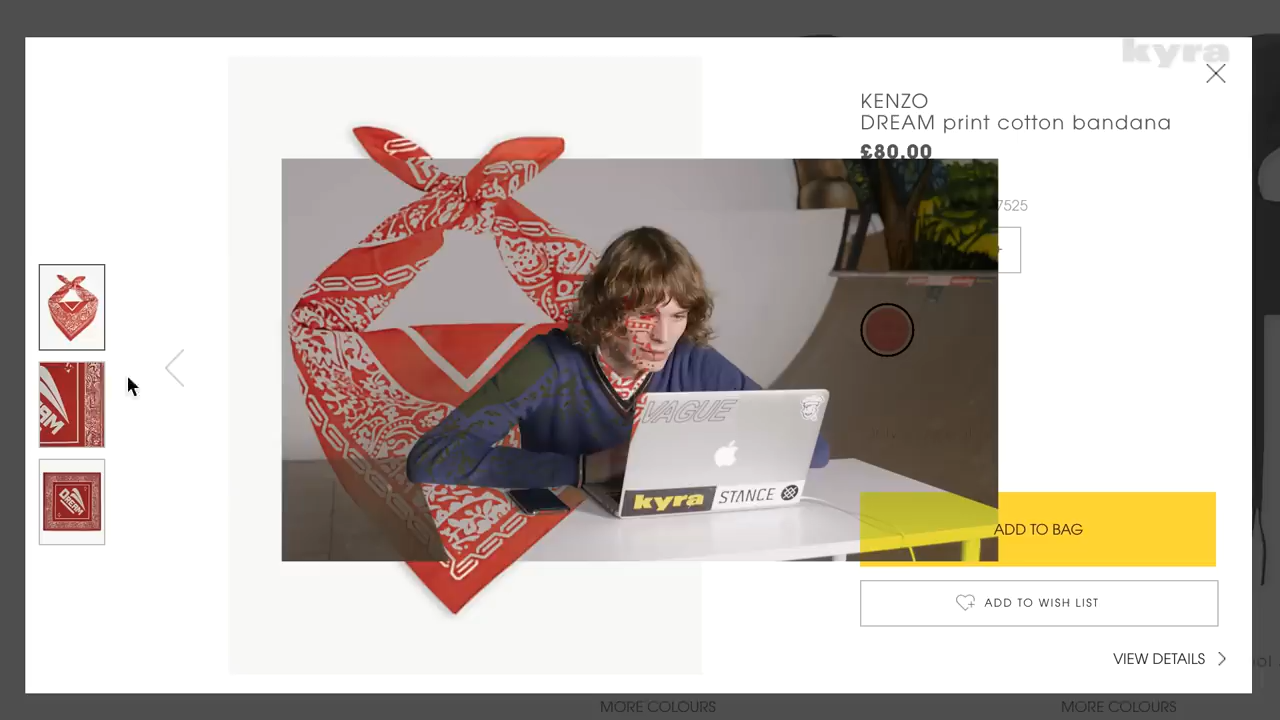 kyra
KENZO
DREAM print cotton bandana
£80.00
7525
VAGUE
kyra STANCE
ADD TO BAG
ADD TO WISH LIST
VIEW DETAILS
MORE COLOURS
MORE COLOURS
DREAM